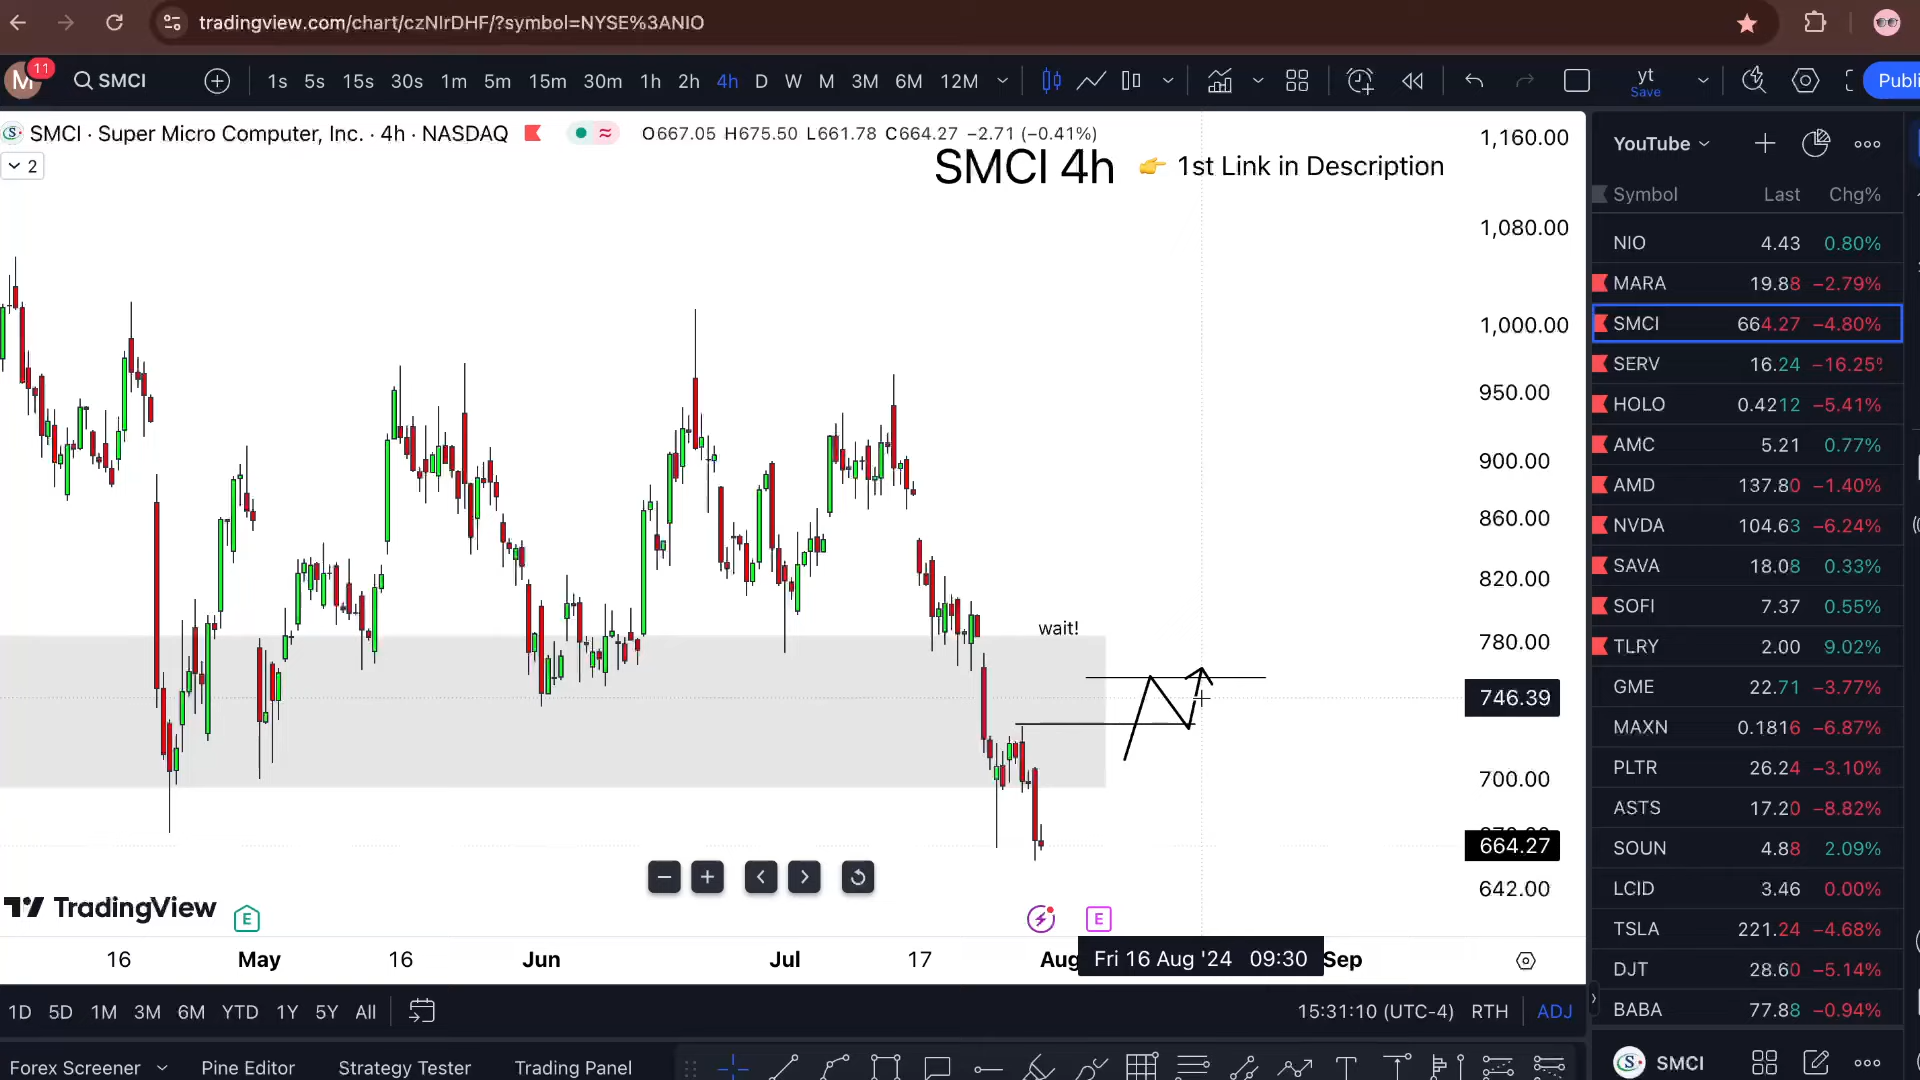 tradingview.com/chart/czNlrDHF/?symbol=NYSE%3ANIO
M 11 SMCI 1s 5s 15s 30s 1m 5m 15m 30m 1h 2h 4h D W M 3M 6M 12M yt Save Publi
SMCI · Super Micro Computer, Inc. · 4h · NASDAQ O667.05 H675.50 L661.78 C664.27 −2.71 (−0.41%)
2
SMCI 4h 👉 1st Link in Description
1,160.00
1,080.00
1,000.00
950.00
900.00
860.00
820.00
780.00
746.39
700.00
664.27
642.00
wait!
TradingView
E
E
16 May 16 Jun Jul 17 Aug Fri 16 Aug '24 09:30 Sep
1D 5D 1M 3M 6M YTD 1Y 5Y All 15:31:10 (UTC-4) RTH ADJ
Forex Screener Pine Editor Strategy Tester Trading Panel
YouTube
Symbol Last Chg%
NIO 4.43 0.80%
MARA 19.88 −2.79%
SMCI 664.27 −4.80%
SERV 16.24 −16.25%
HOLO 0.4212 −5.41%
AMC 5.21 0.77%
AMD 137.80 −1.40%
NVDA 104.63 −6.24%
SAVA 18.08 0.33%
SOFI 7.37 0.55%
TLRY 2.00 9.02%
GME 22.71 −3.77%
MAXN 0.1816 −6.87%
PLTR 26.24 −3.10%
ASTS 17.20 −8.82%
SOUN 4.88 2.09%
LCID 3.46 0.00%
TSLA 221.24 −4.68%
DJT 28.60 −5.14%
BABA 77.88 −0.94%
S SMCI